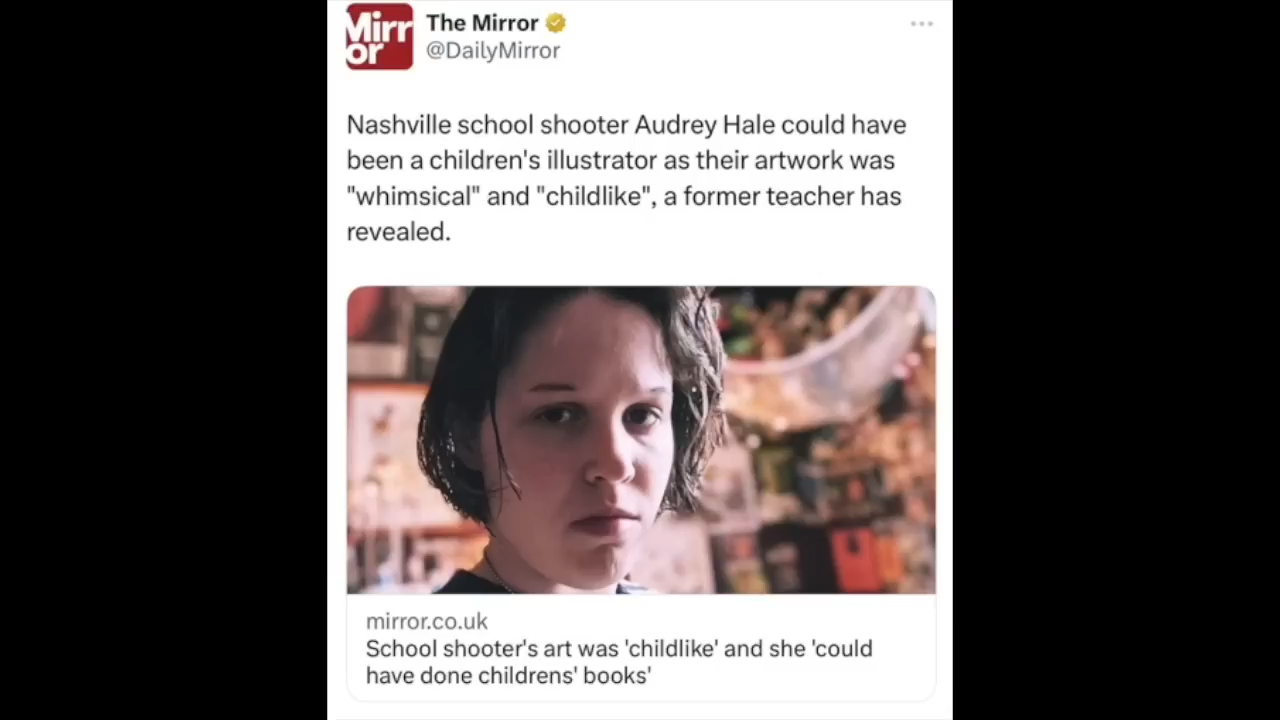 Mirr
or
The Mirror
@DailyMirror
Nashville school shooter Audrey Hale could have
been a children's illustrator as their artwork was
"whimsical" and "childlike", a former teacher has
revealed.
mirror.co.uk
School shooter's art was 'childlike' and she 'could
have done childrens' books'